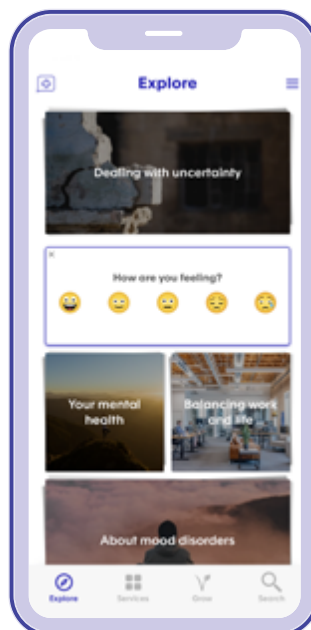 Explore
Dealing with uncertainty
How are you feeling?
Your mental
health
Balancing work
and life
About mood disorders
Explore
Services
Grow
Search